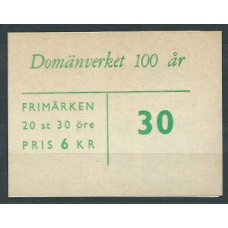 Domänverket 100 år
FRIMÄRKEN
20 st 30 öre
PRIS 6 KR
30